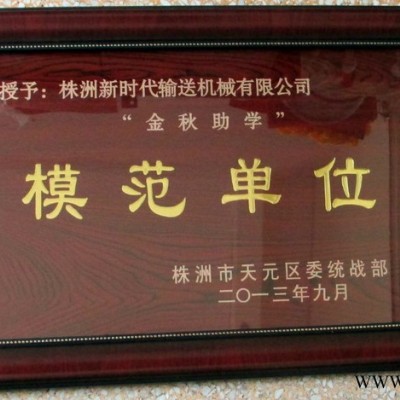 授予：株洲新时代输送机械有限公司
“金秋助学”
模范单位
株洲市天元区委统战部
二〇一三年九月
www.